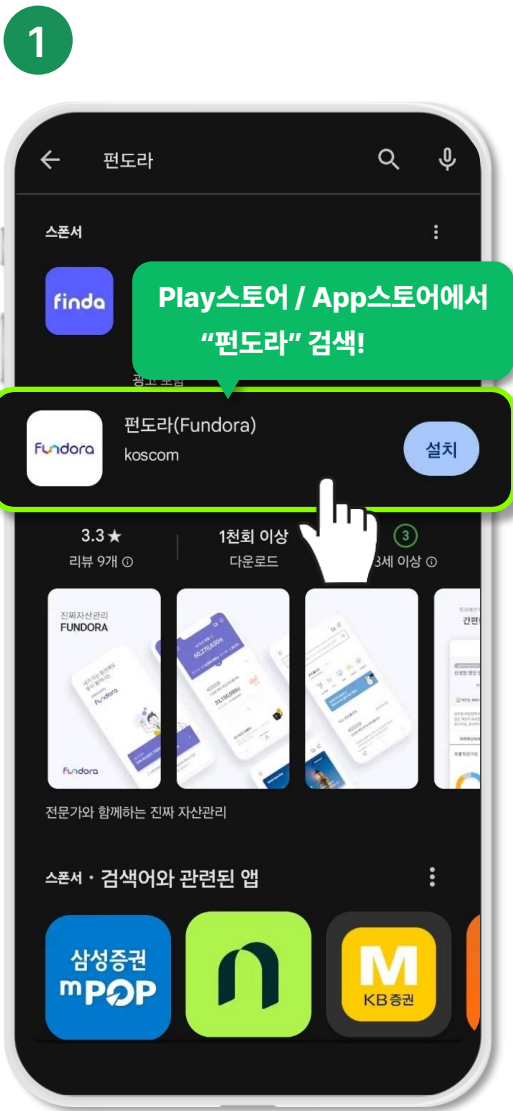 1
펀도라
스폰서
finda
Play스토어 / App스토어에서
“펀도라” 검색!
Fundora
펀도라(Fundora)
koscom
설치
3.3★
리뷰 9개
1천회 이상
다운로드
3
3세 이상
진짜자산관리
FUNDORA
Fundora
전문가와 함께하는 진짜 자산관리
스폰서 · 검색어와 관련된 앱
삼성증권
mPOP
M
KB증권